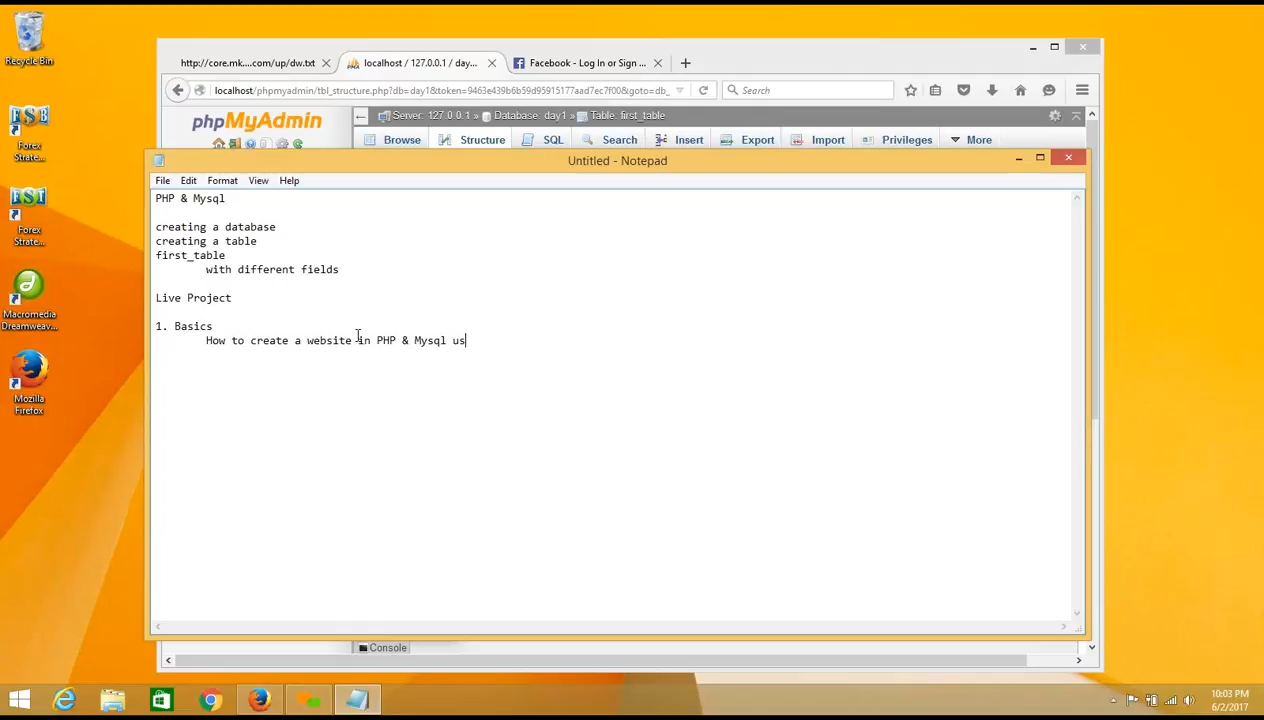 Recycle Bin
Forex
Strate...
Forex
Strate...
Macromedia
Dreamweav...
Mozilla
Firefox
http://core.mk....com/up/dw.txt
localhost / 127.0.0.1 / day...
Facebook - Log In or Sign ...
localhost/phpmyadmin/tbl_structure.php?db=day1&token=9463e439b6b59d95915177aad7ec7f00&goto=db_
Search
phpMyAdmin
Server: 127.0.0.1 » Database: day1 » Table: first_table
Browse Structure SQL Search Insert Export Import Privileges More
Untitled - Notepad
File Edit Format View Help
PHP & Mysql
creating a database
creating a table
first_table
with different fields
Live Project
1. Basics
How to create a website in PHP & Mysql us
Console
10:03 PM
6/2/2017